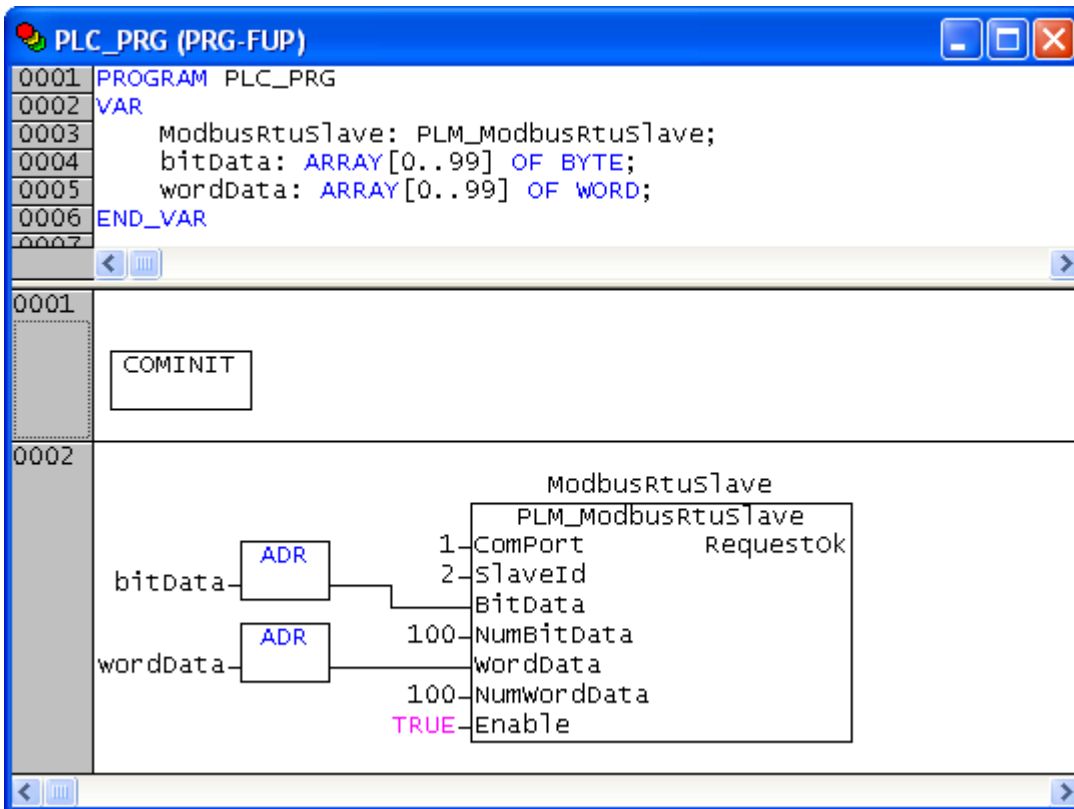 PLC_PRG (PRG-FUP)
0001 PROGRAM PLC_PRG
0002 VAR
0003 ModbusRtuSlave: PLM_ModbusRtuSlave;
0004 bitData: ARRAY[0..99] OF BYTE;
0005 wordData: ARRAY[0..99] OF WORD;
0006 END_VAR
0007
0001
COMINIT
0002
ModbusRtuSlave
PLM_ModbusRtuSlave
1 ComPort RequestOk
ADR
2 SlaveId
bitData
BitData
100 NumBitData
ADR
wordData WordData
100 NumWordData
TRUE Enable